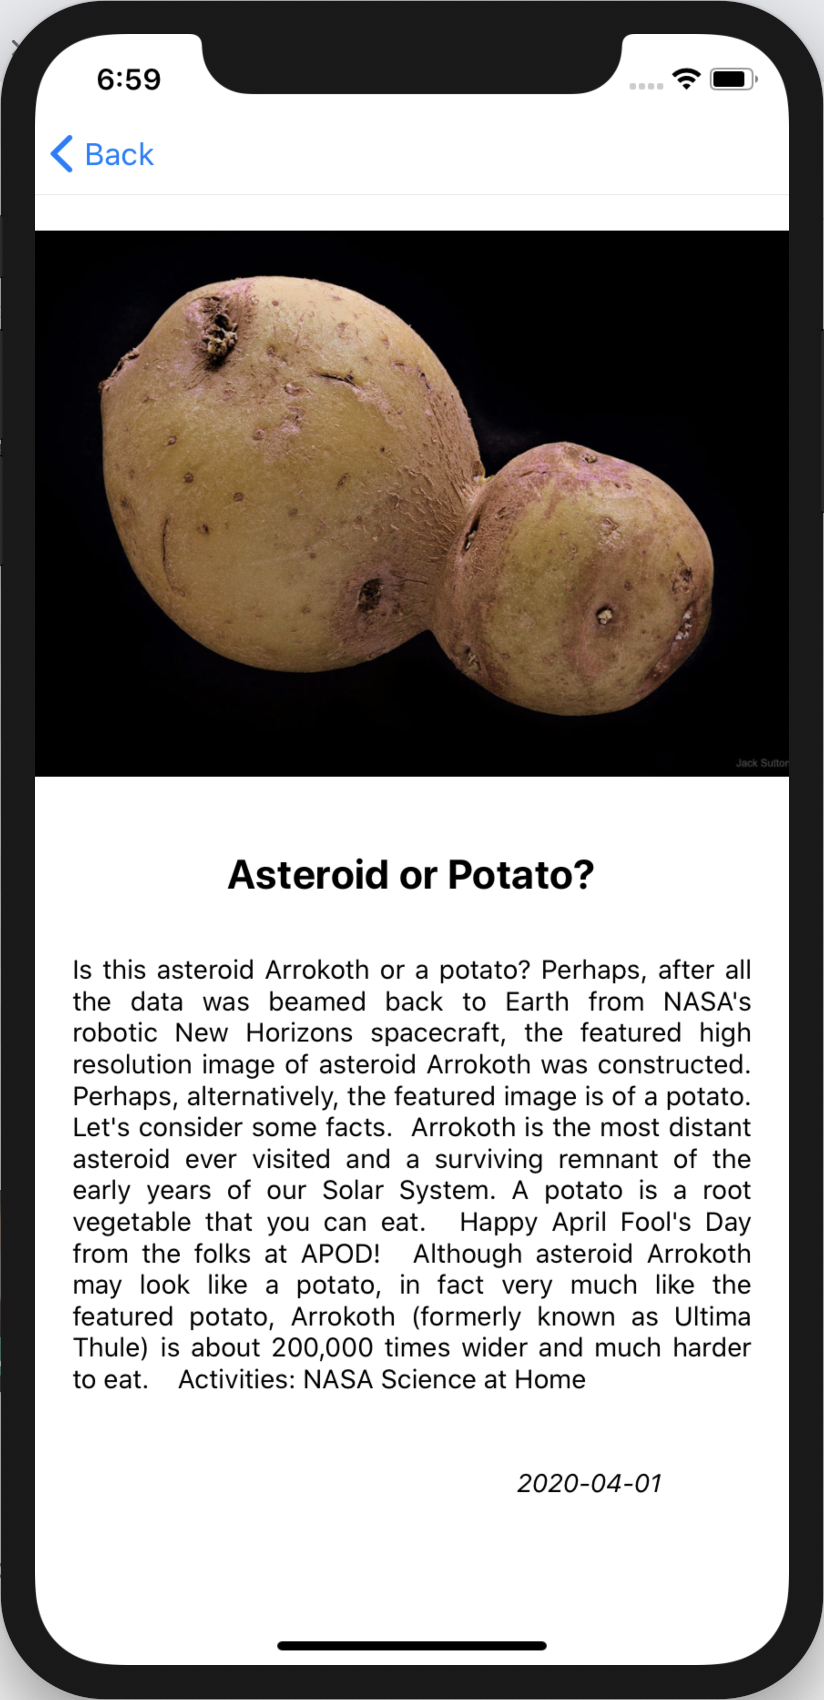 6:59
Back
Jack Sutton
Asteroid or Potato?
Is this asteroid Arrokoth or a potato? Perhaps, after all
the data was beamed back to Earth from NASA's
robotic New Horizons spacecraft, the featured high
resolution image of asteroid Arrokoth was constructed.
Perhaps, alternatively, the featured image is of a potato.
Let's consider some facts.  Arrokoth is the most distant
asteroid ever visited and a surviving remnant of the
early years of our Solar System. A potato is a root
vegetable that you can eat.   Happy April Fool's Day
from the folks at APOD!   Although asteroid Arrokoth
may look like a potato, in fact very much like the
featured potato, Arrokoth (formerly known as Ultima
Thule) is about 200,000 times wider and much harder
to eat.   Activities: NASA Science at Home
2020-04-01